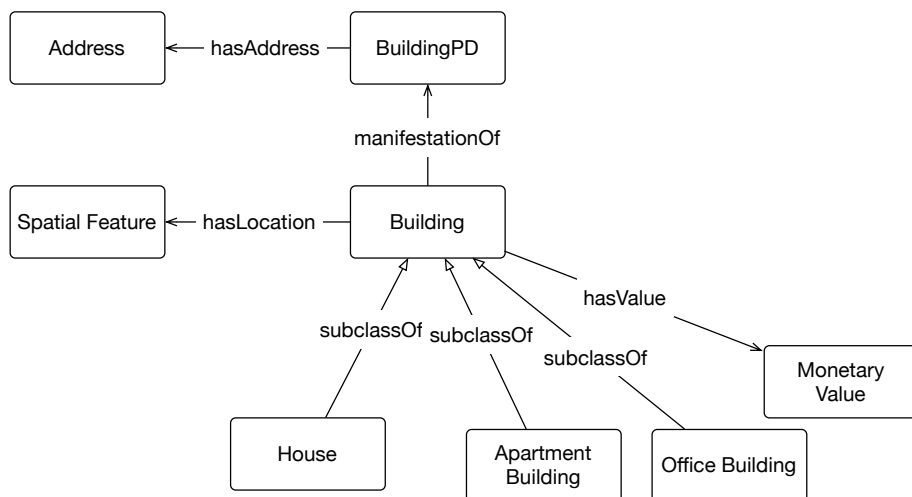 Address
hasAddress
BuildingPD
manifestationOf
Spatial Feature
hasLocation
Building
hasValue
subclassOf
subclassOf
subclassOf
Monetary
Value
House
Apartment
Building
Office Building